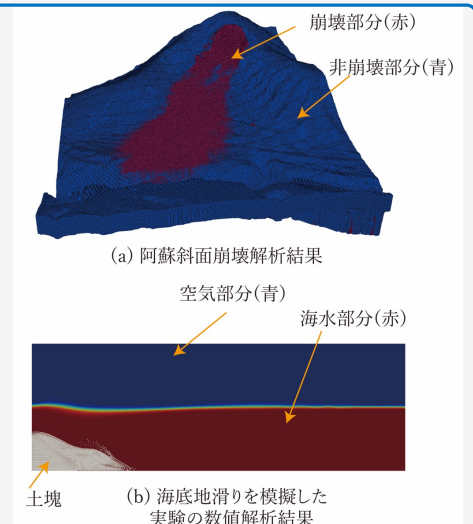 崩壊部分(赤)
非崩壊部分(青)
(a) 阿蘇斜面崩壊解析結果
空気部分(青)
海水部分(赤)
土塊
(b) 海底地滑りを模擬した
実験の数値解析結果